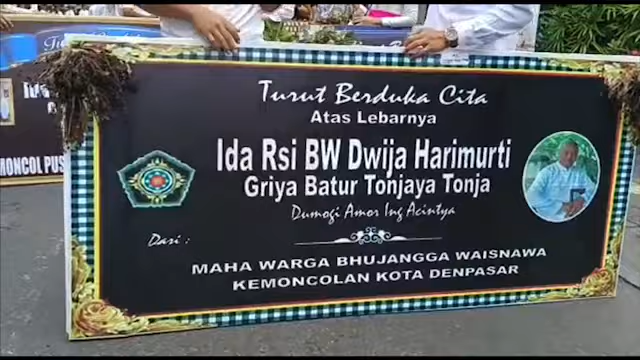 Turut Berduka Cita
Atas Lebarnya
Ida Rsi BW Dwija Harimurti
Griya Batur Tonjaya Tonja
Dumogi Amor Ing Acintya
Dari :
MAHA WARGA BHUJANGGA WAISNAWA
KEMONCOLAN KOTA DENPASAR